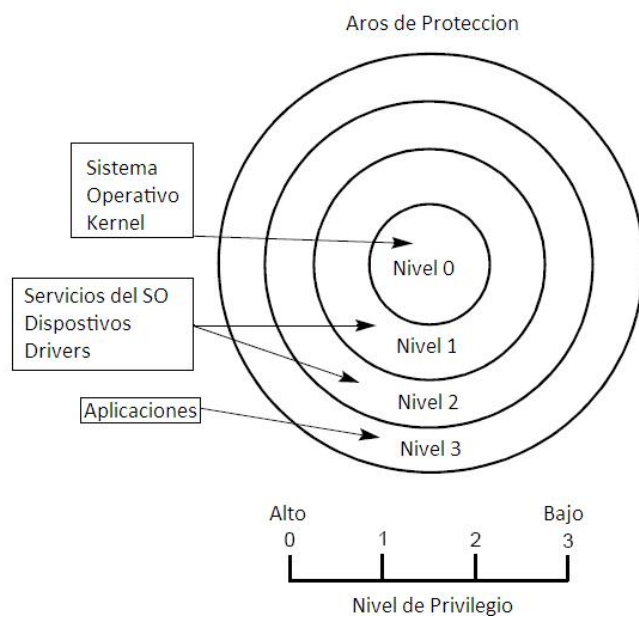 Aros de Proteccion
Sistema
Operativo
Kernel
Nivel 0
Servicios del SO
Dispostivos
Drivers
Nivel 1
Nivel 2
Aplicaciones
Nivel 3
Alto
Bajo
0 1 2 3
Nivel de Privilegio